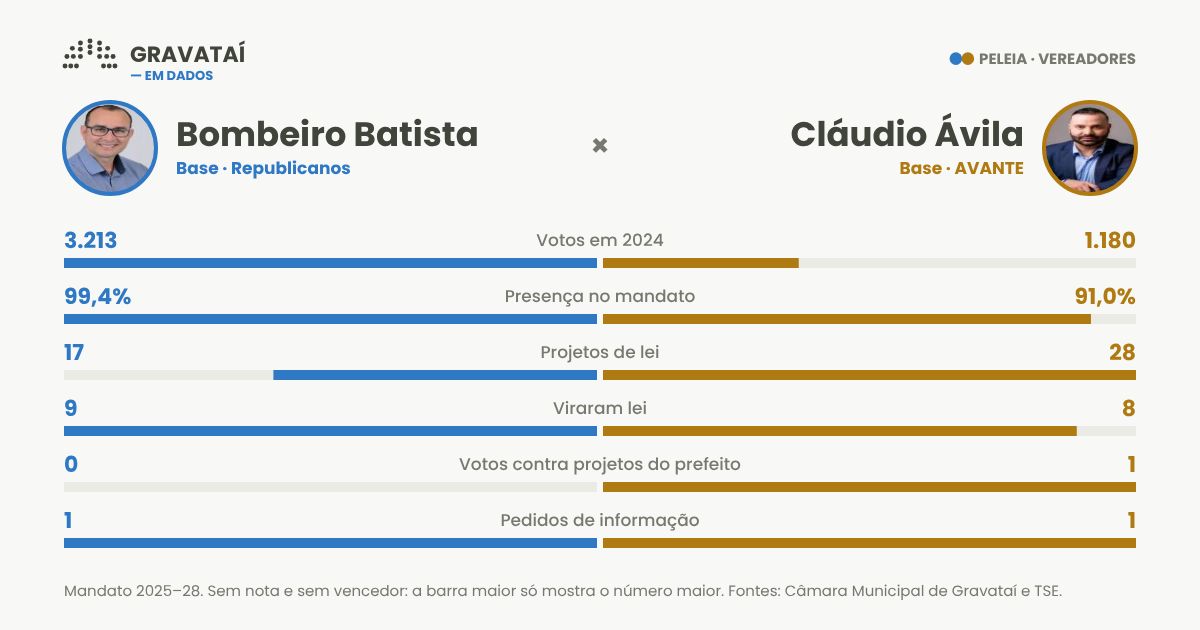 GRAVATAÍ
— EM DADOS
PELEIA · VEREADORES
Bombeiro Batista
Base · Republicanos
×
Cláudio Ávila
Base · AVANTE
3.213 Votos em 2024 1.180
99,4% Presença no mandato 91,0%
17 Projetos de lei 28
9 Viraram lei 8
0 Votos contra projetos do prefeito 1
1 Pedidos de informação 1
Mandato 2025–28. Sem nota e sem vencedor: a barra maior só mostra o número maior. Fontes: Câmara Municipal de Gravataí e TSE.